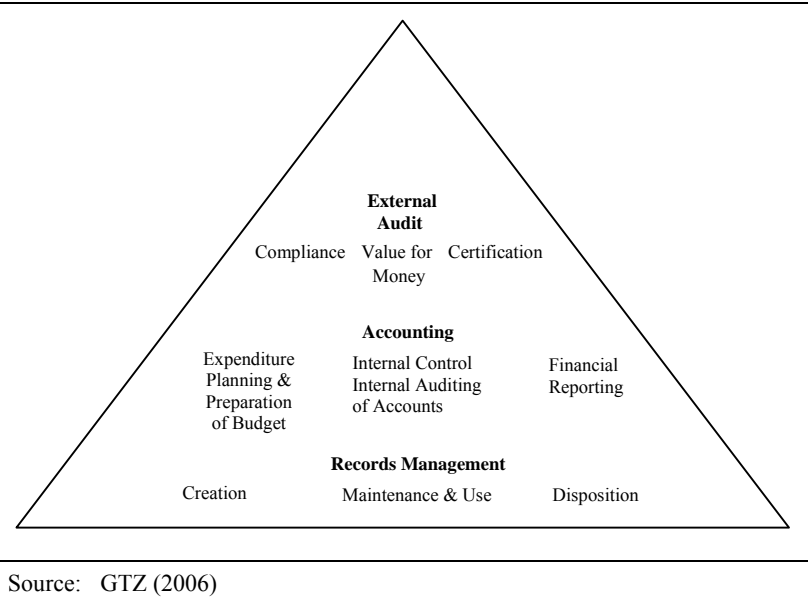 External
Audit
Compliance Value for Certification
Money
Accounting
Expenditure
Planning &
Preparation
of Budget
Internal Control
Internal Auditing
of Accounts
Financial
Reporting
Records Management
Creation Maintenance & Use Disposition
Source: GTZ (2006)